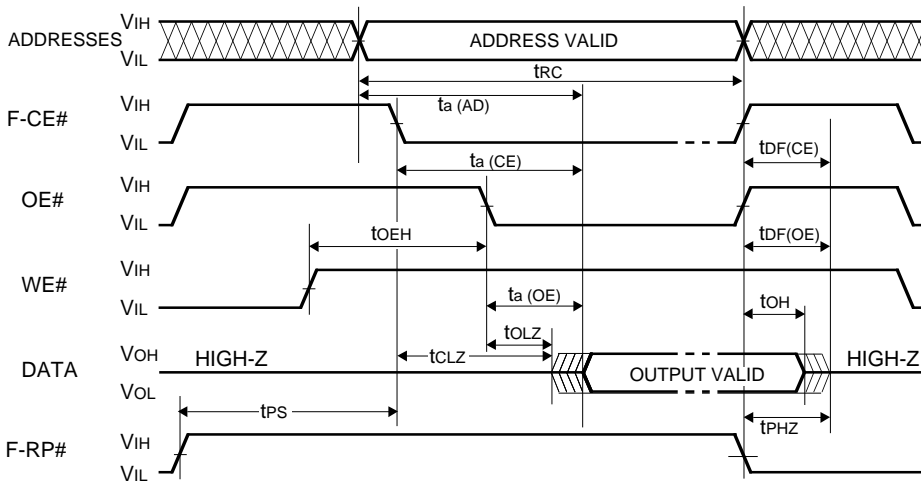 ADDRESSES VIH VIL ADDRESS VALID
tRC
ta (AD)
F-CE# VIH VIL
ta (CE) tDF(CE)
OE# VIH VIL
tOEH tDF(OE)
WE# VIH VIL
ta (OE) tOH
tOLZ
tCLZ
DATA VOH VOL HIGH-Z OUTPUT VALID HIGH-Z
tPS tPHZ
F-RP# VIH VIL